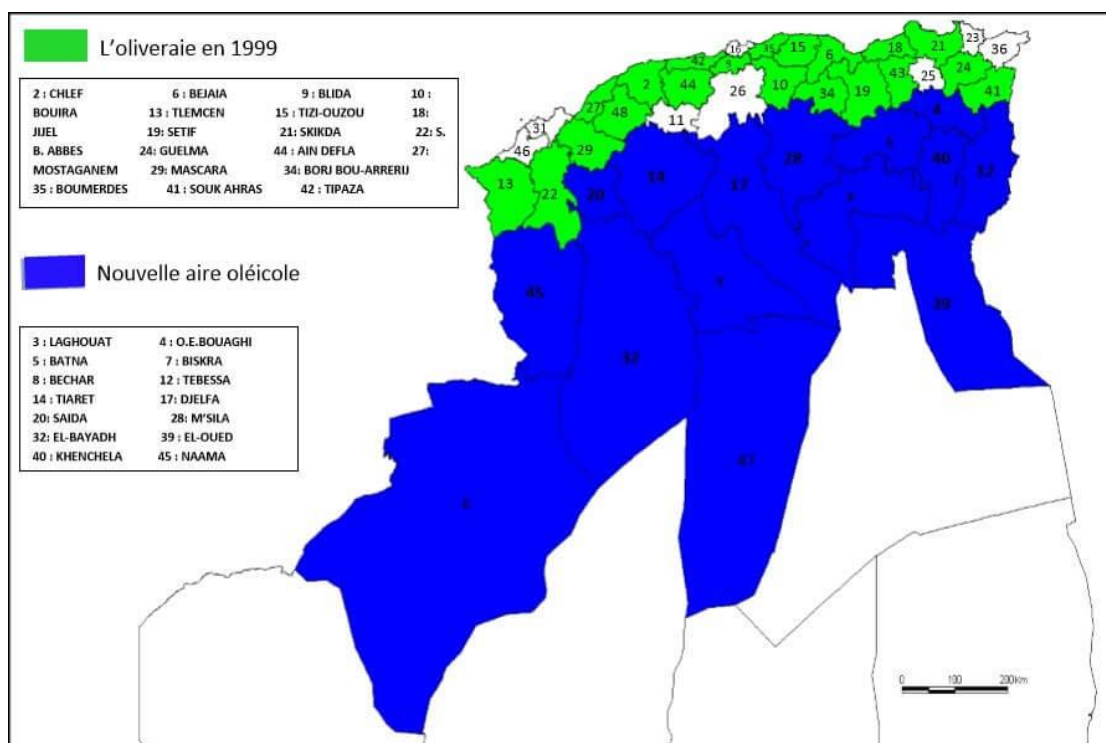 L'oliveraie en 1999
2 : CHLEF 6 : BEJAIA 9 : BLIDA 10 :
BOUIRA 13 : TLEMCEN 15 : TIZI-OUZOU 18:
JIJEL 19: SETIF 21: SKIKDA 22: S.
B. ABBES 24: GUELMA 44 : AIN DEFLA 27:
MOSTAGANEM 29: MASCARA 34: BORJ BOU-ARRERIJ
35 : BOUMERDES 41 : SOUK AHRAS 42 : TIPAZA
Nouvelle aire oléicole
3 : LAGHOUAT 4 : O.E.BOUAGHI
5 : BATNA 7 : BISKRA
8 : BECHAR 12 : TEBESSA
14 : TIARET 17: DJELFA
20: SAIDA 28: M'SILA
32: EL-BAYADH 39 : EL-OUED
40 : KHENCHELA 45 : NAAMA
23
16 35 15 18 21 36
42 9 6
2 44 10 43 24
26 34 19 25 41
27 48
31 11 4
46 29
28 40 12
13 22 20 14 17
45 39
32
47
0 100 200 Km